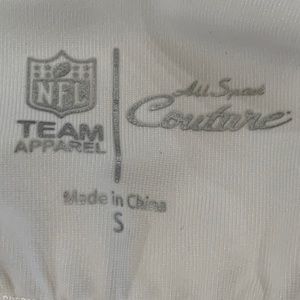 NFL
TEAM
APPAREL
All Sport
Couture
Made in China
S